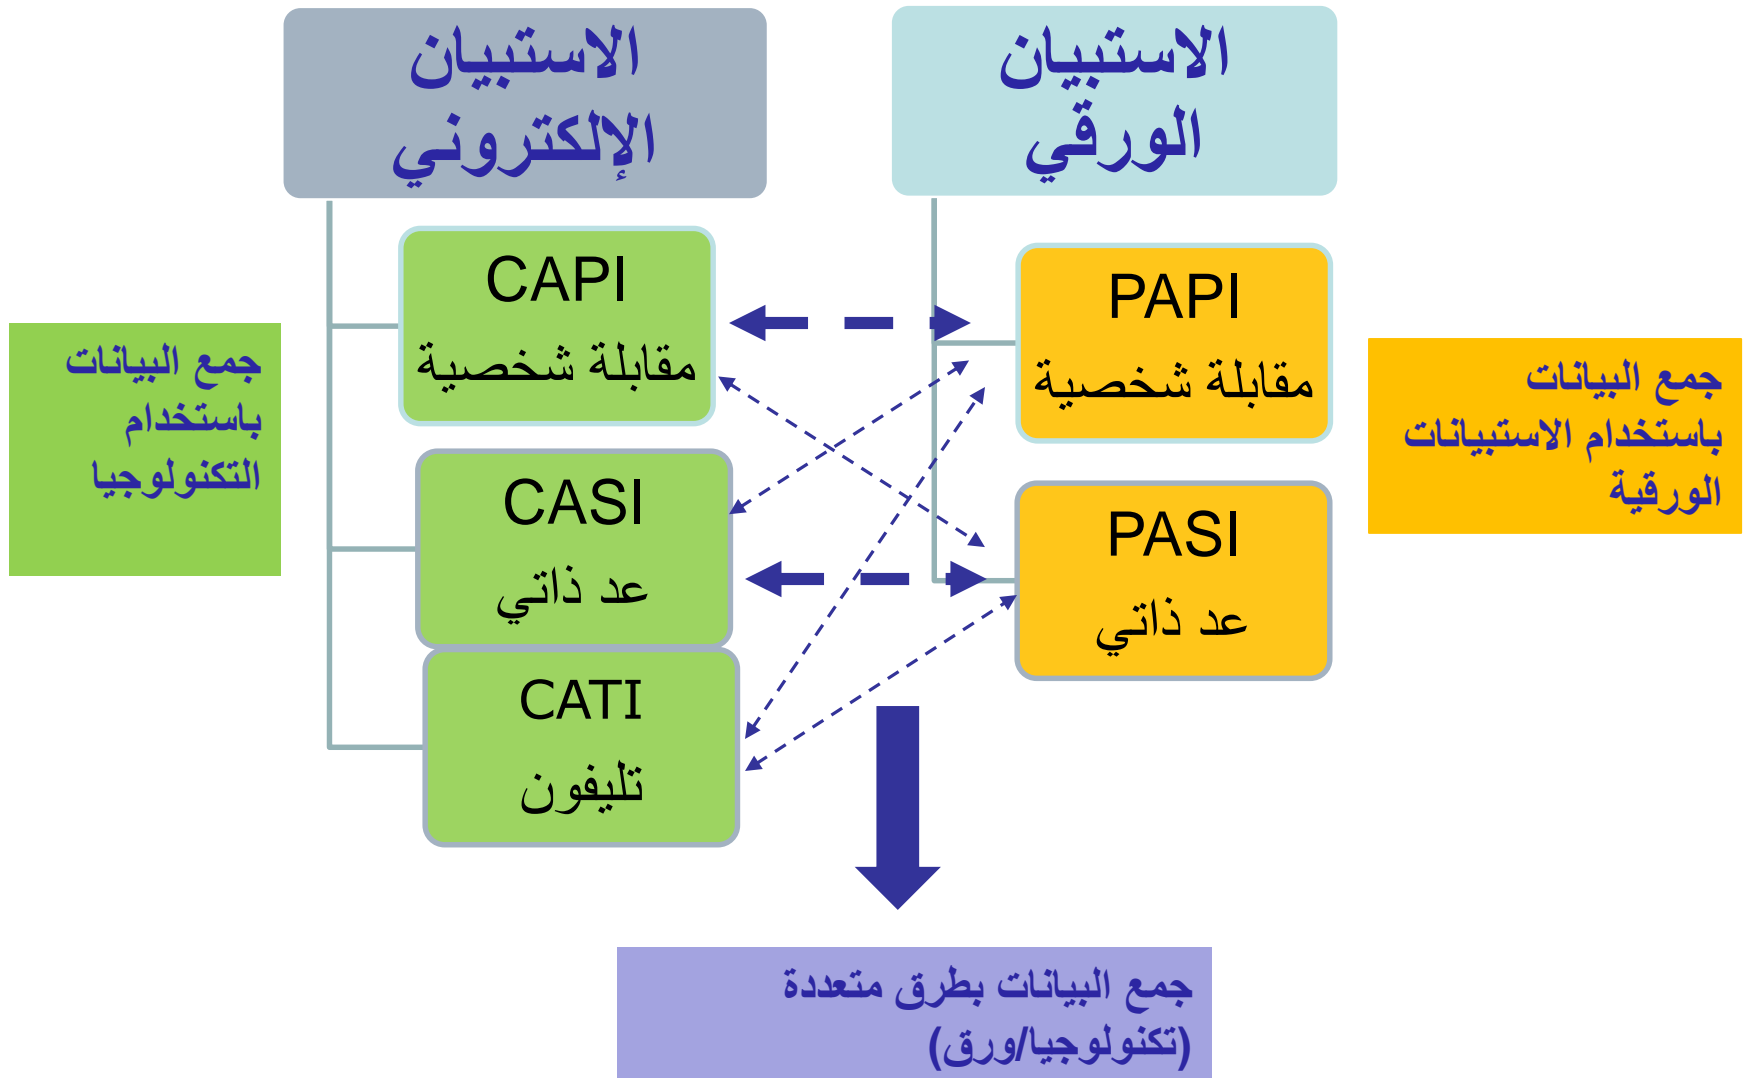 الاستبيان
الورقي
الاستبيان
الإلكتروني
PAPI
مقابلة شخصية
PASI
عد ذاتي
CAPI
مقابلة شخصية
CASI
عد ذاتي
CATI
تليفون
جمع البيانات
باستخدام الاستبيانات
الورقية
جمع البيانات
باستخدام
التكنولوجيا
جمع البيانات بطرق متعددة
(تكنولوجيا/ورق)